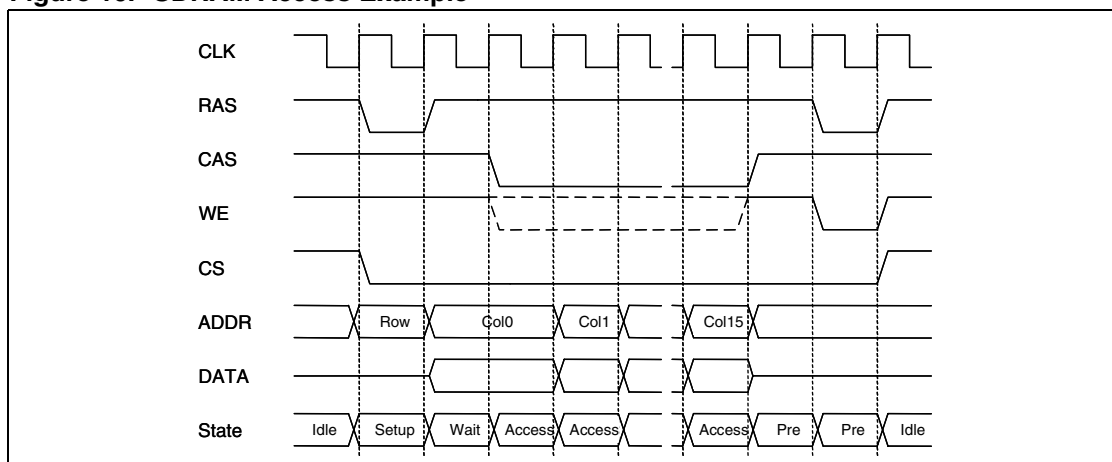 Figure 16. SDRAM Access Example
CLK
RAS
CAS
WE
CS
ADDR Row Col0 Col1 Col15
DATA
State Idle Setup Wait Access Access Access Pre Pre Idle